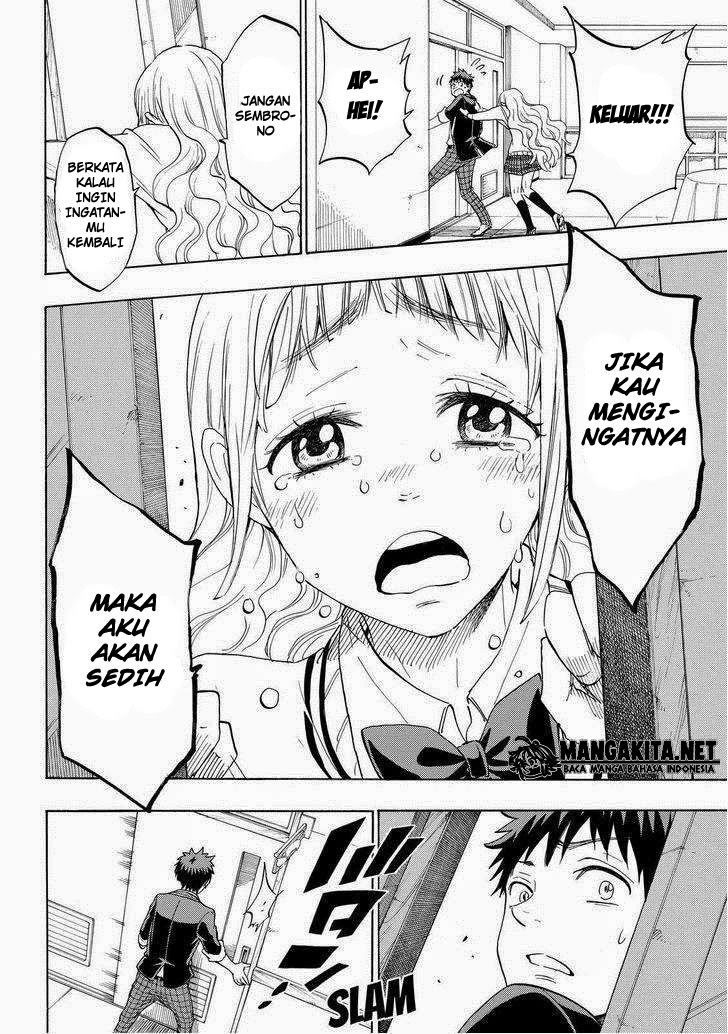 KELUAR!!!
AP-
HEI!
JANGAN
SEMBRO-
NO
BERKATA
KALAU
INGIN
INGATAN-
MU
KEMBALI
JIKA
KAU
MENGI-
NGATNYA
MAKA
AKU
AKAN
SEDIH
MANGAKITA.NET
BACA MANGA BAHASA INDONESIA
バタン
SLAM